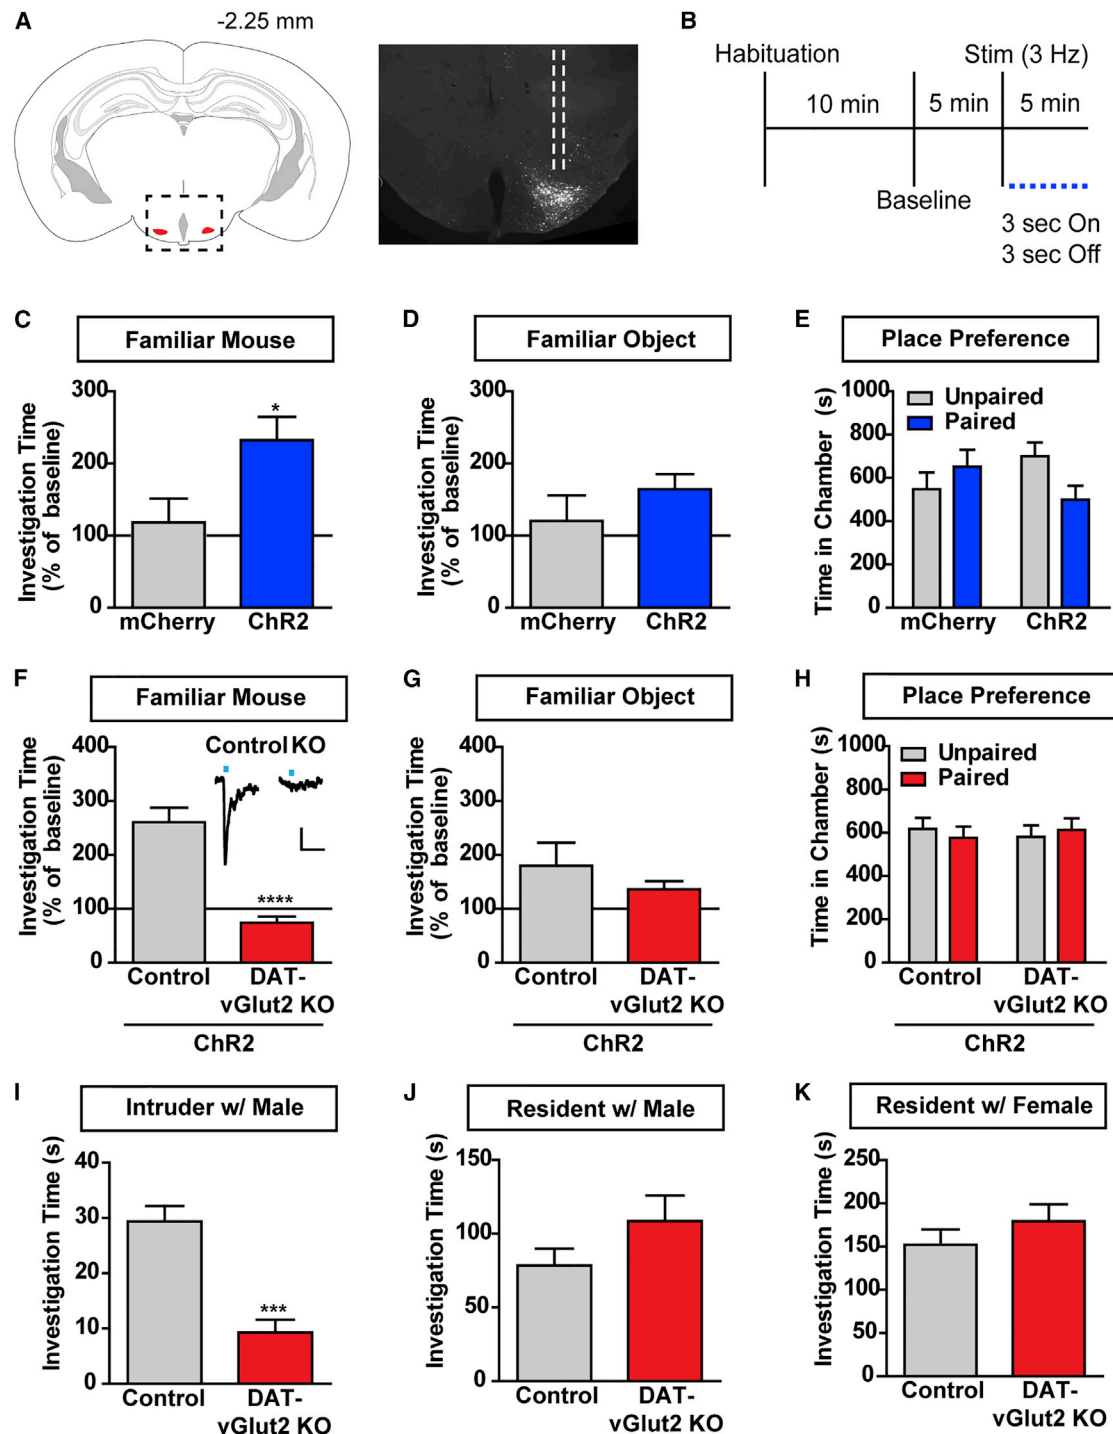 A
-2.25 mm
B
Habituation
Stim (3 Hz)
10 min
5 min
5 min
Baseline
3 sec On
3 sec Off
C
Familiar Mouse
Investigation Time
(% of baseline)
300
200
100
0
*
mCherry
ChR2
D
Familiar Object
Investigation Time
(% of baseline)
300
200
100
0
mCherry
ChR2
E
Place Preference
Time in Chamber (s)
1000
800
600
400
200
0
Unpaired
Paired
mCherry
ChR2
F
Familiar Mouse
Investigation Time
(% of baseline)
400
300
200
100
0
Control KO
****
Control
DAT-
vGlut2 KO
ChR2
G
Familiar Object
Investigation Time
(% of baseline)
400
300
200
100
0
Control
DAT-
vGlut2 KO
ChR2
H
Place Preference
Time in Chamber (s)
1000
800
600
400
200
0
Unpaired
Paired
Control
DAT-
vGlut2 KO
ChR2
I
Intruder w/ Male
Investigation Time (s)
40
30
20
10
0
***
Control
DAT-
vGlut2 KO
J
Resident w/ Male
Investigation Time (s)
150
100
50
0
Control
DAT-
vGlut2 KO
K
Resident w/ Female
Investigation Time (s)
250
200
150
100
50
0
Control
DAT-
vGlut2 KO